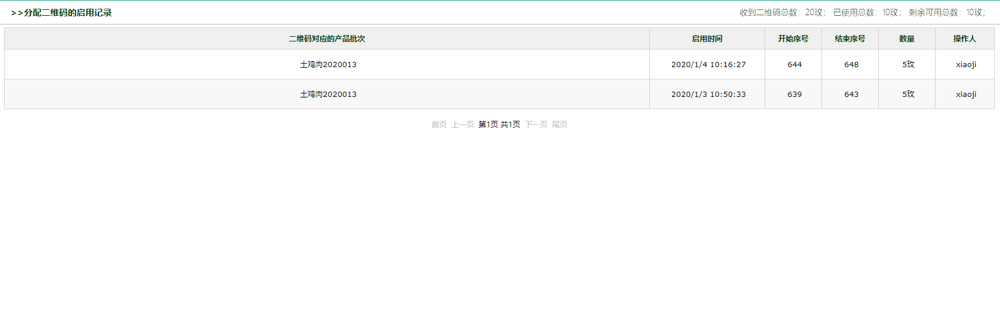 >>分配二维码的启用记录 收到二维码总数：20玫； 已使用总数：10玫； 剩余可用总数：10玫；
二维码对应的产品批次 启用时间 开始序号 结束序号 数量 操作人
土鸡肉2020013 2020/1/4 10:16:27 644 648 5玫 xiaoji
土鸡肉2020013 2020/1/3 10:50:33 639 643 5玫 xiaoji
首页 上一页 第1页 共1页 下一页 尾页